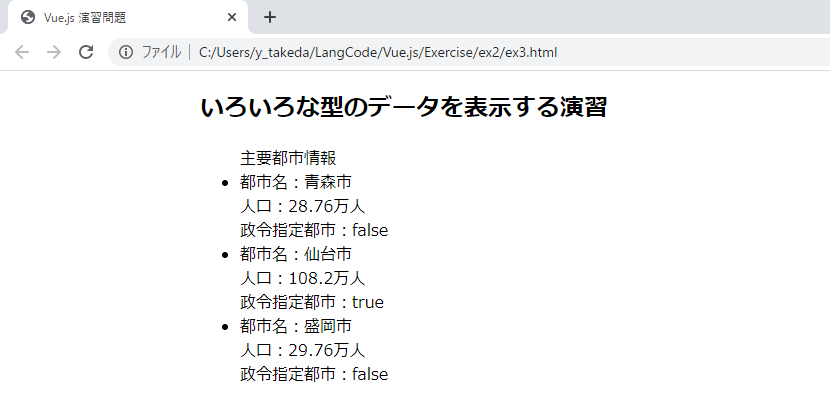 Vue.js 演習問題
ファイル | C:/Users/y_takeda/LangCode/Vue.js/Exercise/ex2/ex3.html
いろいろな型のデータを表示する演習
主要都市情報
都市名：青森市
人口：28.76万人
政令指定都市：false
都市名：仙台市
人口：108.2万人
政令指定都市：true
都市名：盛岡市
人口：29.76万人
政令指定都市：false